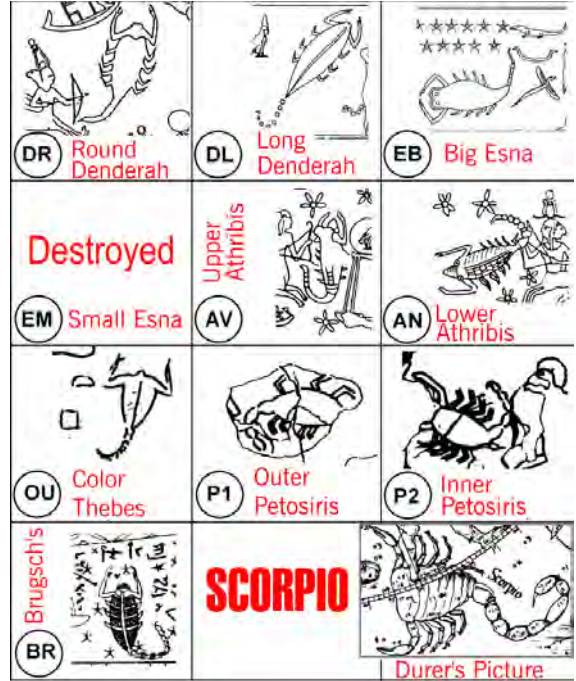 DR Round
Denderah
DL Long
Denderah
EB Big Esna
Destroyed
EM Small Esna
Upper
Athribis
AV
AN Lower
Athribis
OU Color
Thebes
P1 Outer
Petosiris
P2 Inner
Petosiris
Brugsch's
BR
SCORPIO
Scorpio
Durer's Picture